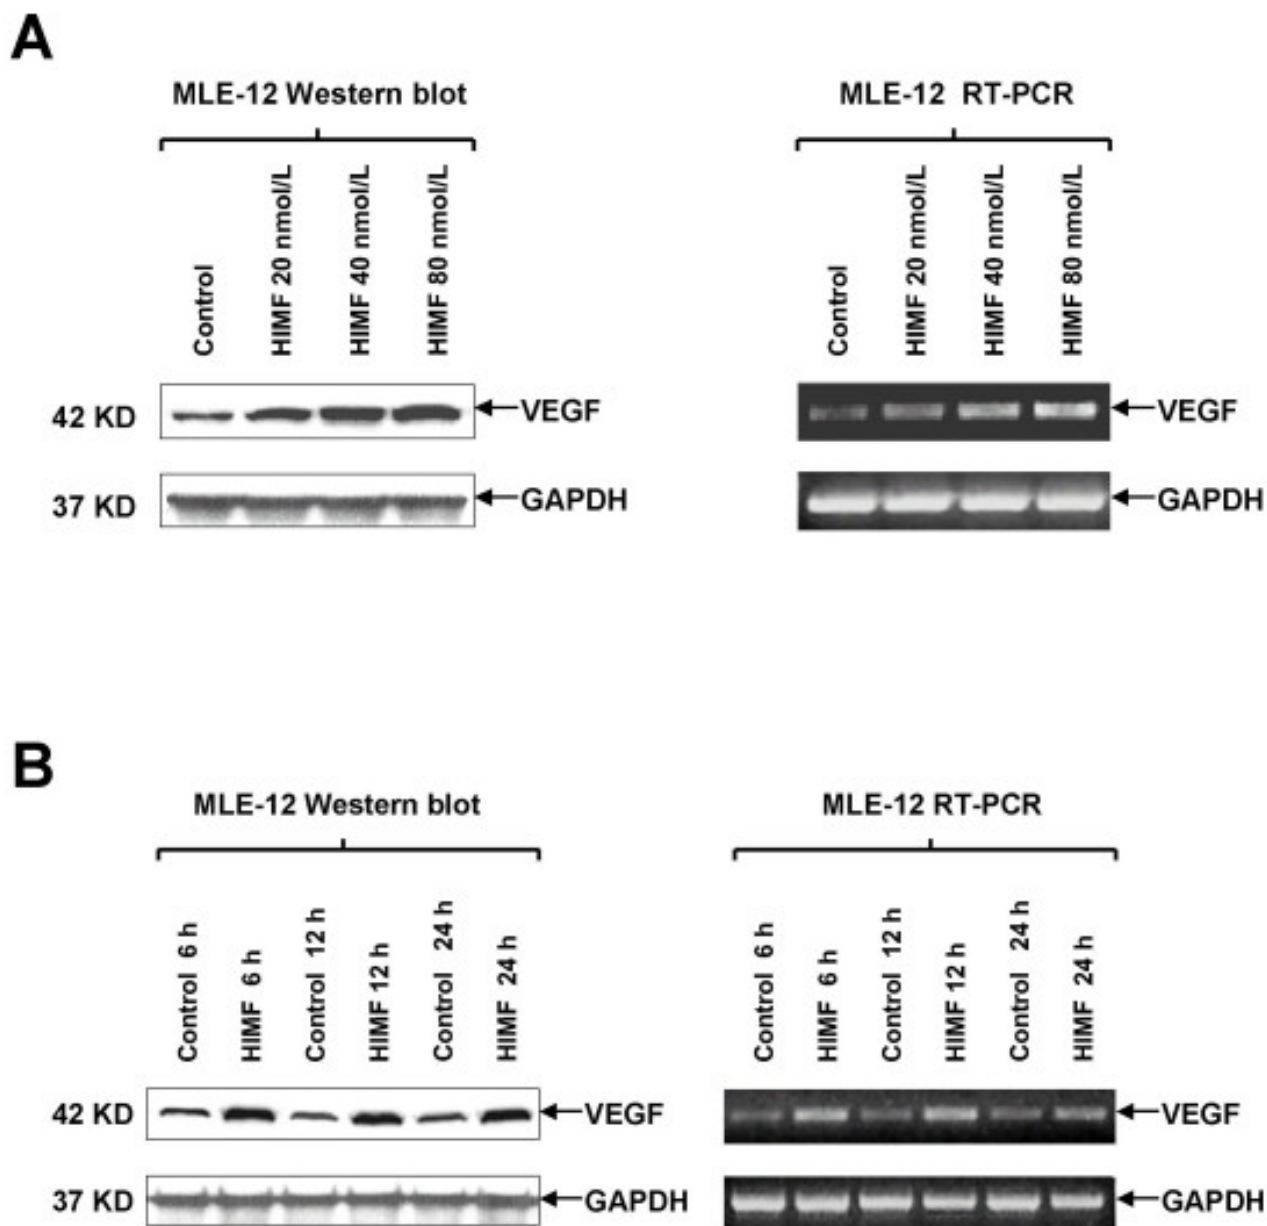 A
MLE-12 Western blot
MLE-12 RT-PCR
Control
HIMF 20 nmol/L
HIMF 40 nmol/L
HIMF 80 nmol/L
Control
HIMF 20 nmol/L
HIMF 40 nmol/L
HIMF 80 nmol/L
42 KD
VEGF
VEGF
37 KD
GAPDH
GAPDH
B
MLE-12 Western blot
MLE-12 RT-PCR
Control 6 h
HIMF 6 h
Control 12 h
HIMF 12 h
Control 24 h
HIMF 24 h
Control 6 h
HIMF 6 h
Control 12 h
HIMF 12 h
Control 24 h
HIMF 24 h
42 KD
VEGF
VEGF
37 KD
GAPDH
GAPDH